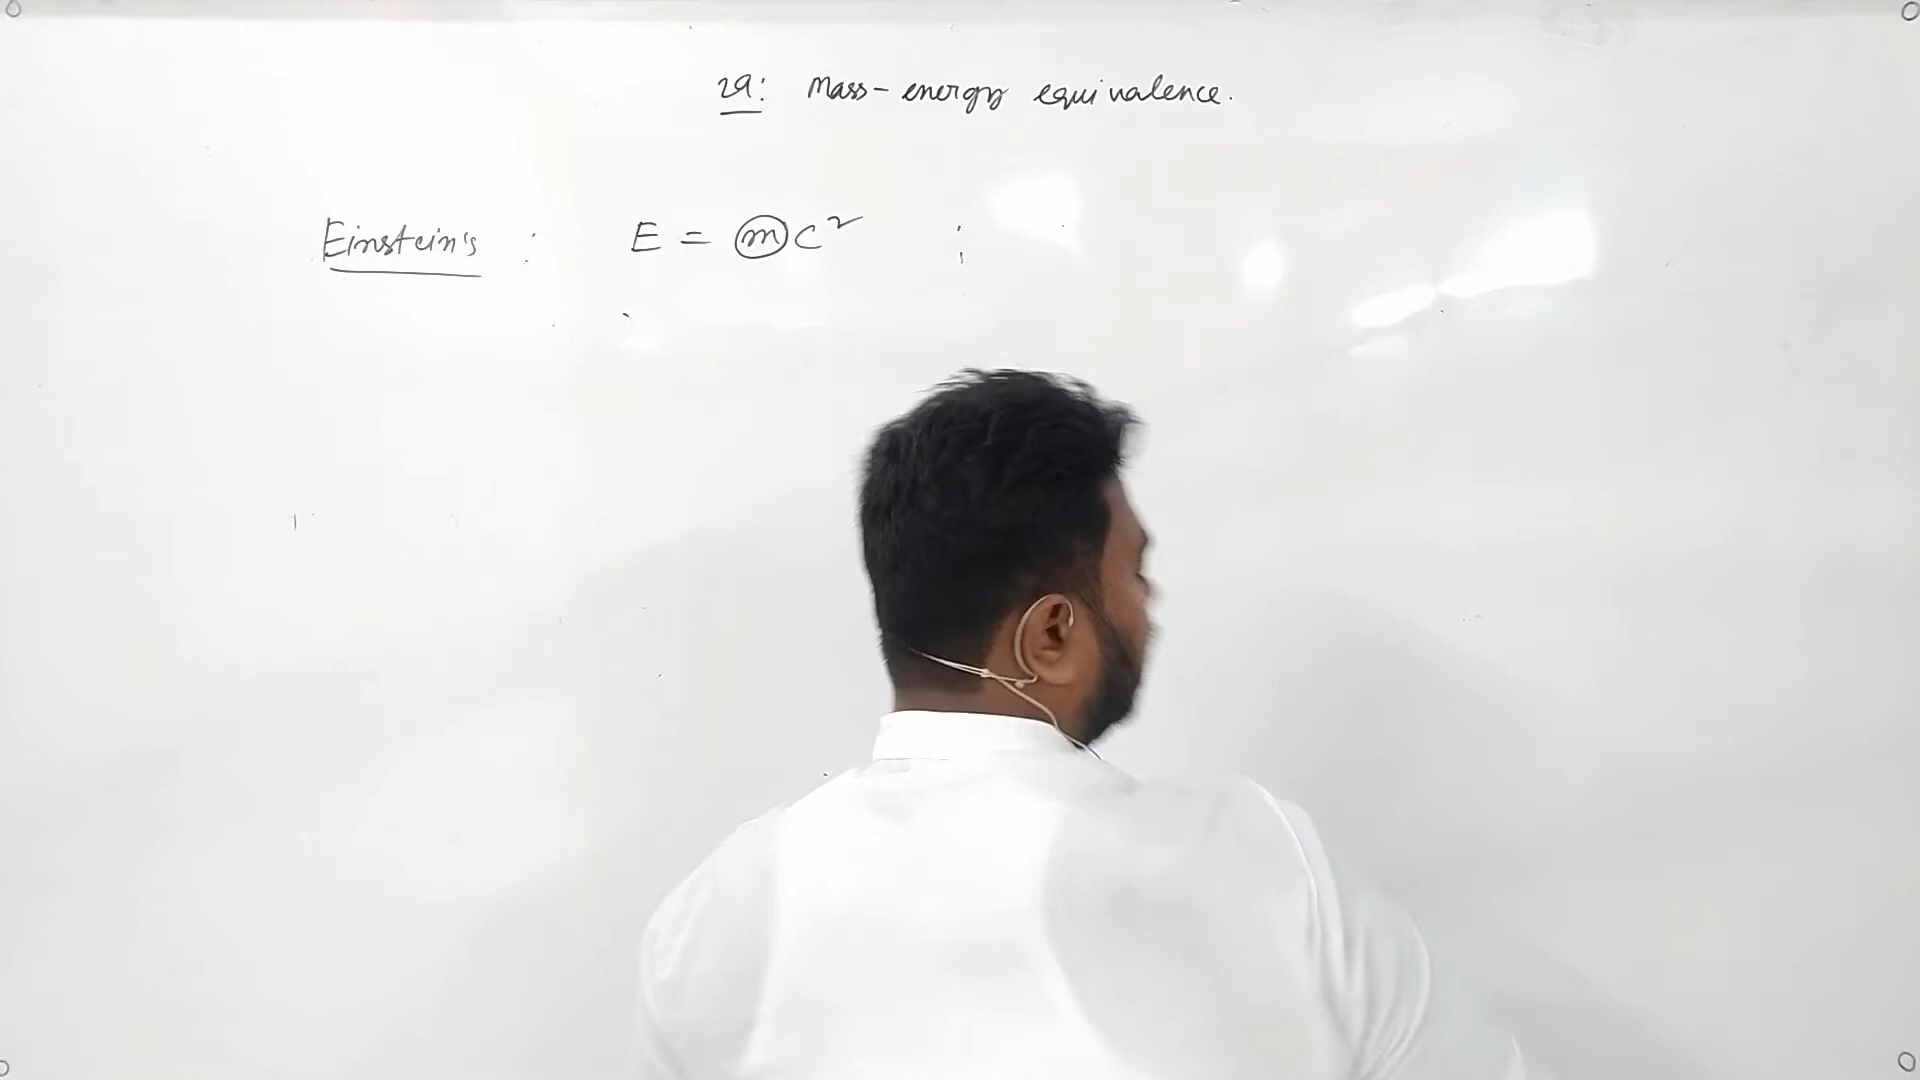 29: Mass-energy equivalence.
Einstein's : E = mc² ;